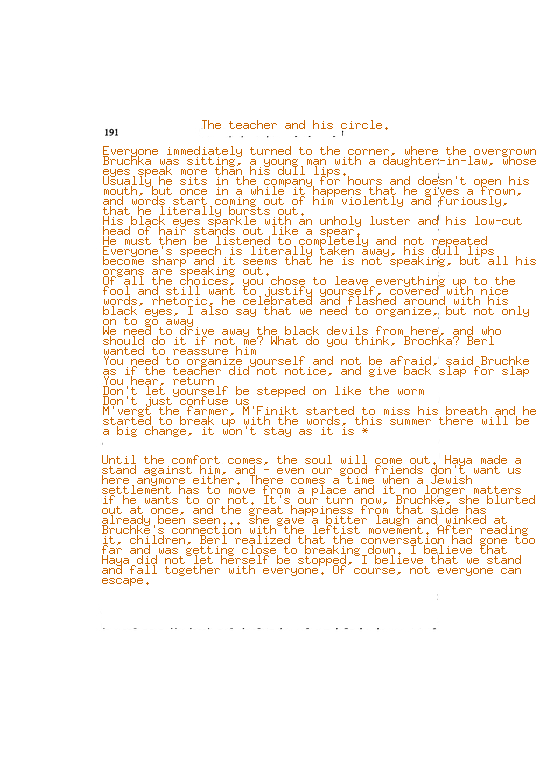 The teacher and his circle.
191
Everyone immediately turned to the corner, where the overgrown
Bruchka was sitting, a young man with a daughter-in-law, whose
eyes speak more than his dull lips.
Usually he sits in the company for hours and doesn't open his
mouth, but once in a while it happens that he gives a frown,
and words start coming out of him violently and furiously,
that he literally bursts out.
His black eyes sparkle with an unholy luster and his low-cut
head of hair stands out like a spear.
He must then be listened to completely and not repeated
Everyone's speech is literally taken away, his dull lips
become sharp and it seems that he is not speaking, but all his
organs are speaking out.
Of all the choices, you chose to leave everything up to the
fool and still want to justify yourself, covered with nice
words, rhetoric, he celebrated and flashed around with his
black eyes, I also say that we need to organize, but not only
on to go away
We need to drive away the black devils from here, and who
should do it if not me? What do you think, Brochka? Berl
wanted to reassure him
You need to organize yourself and not be afraid, said Bruchke
as if the teacher did not notice, and give back slap for slap
You hear, return
Don't let yourself be stepped on like the worm
Don't just confuse us
M'vergt the farmer, M'Finikt started to miss his breath and he
started to break up with the words, this summer there will be
a big change, it won't stay as it is *
Until the comfort comes, the soul will come out. Haya made a
stand against him, and - even our good friends don't want us
here anymore either. There comes a time when a Jewish
settlement has to move from a place and it no longer matters
if he wants to or not. It's our turn now, Bruchke, she blurted
out at once, and the great happiness from that side has
already been seen... she gave a bitter laugh and winked at
Bruchke's connection with the leftist movement. After reading
it, children, Berl realized that the conversation had gone too
far and was getting close to breaking down. I believe that
Haya did not let herself be stopped, I believe that we stand
and fall together with everyone. Of course, not everyone can
escape.